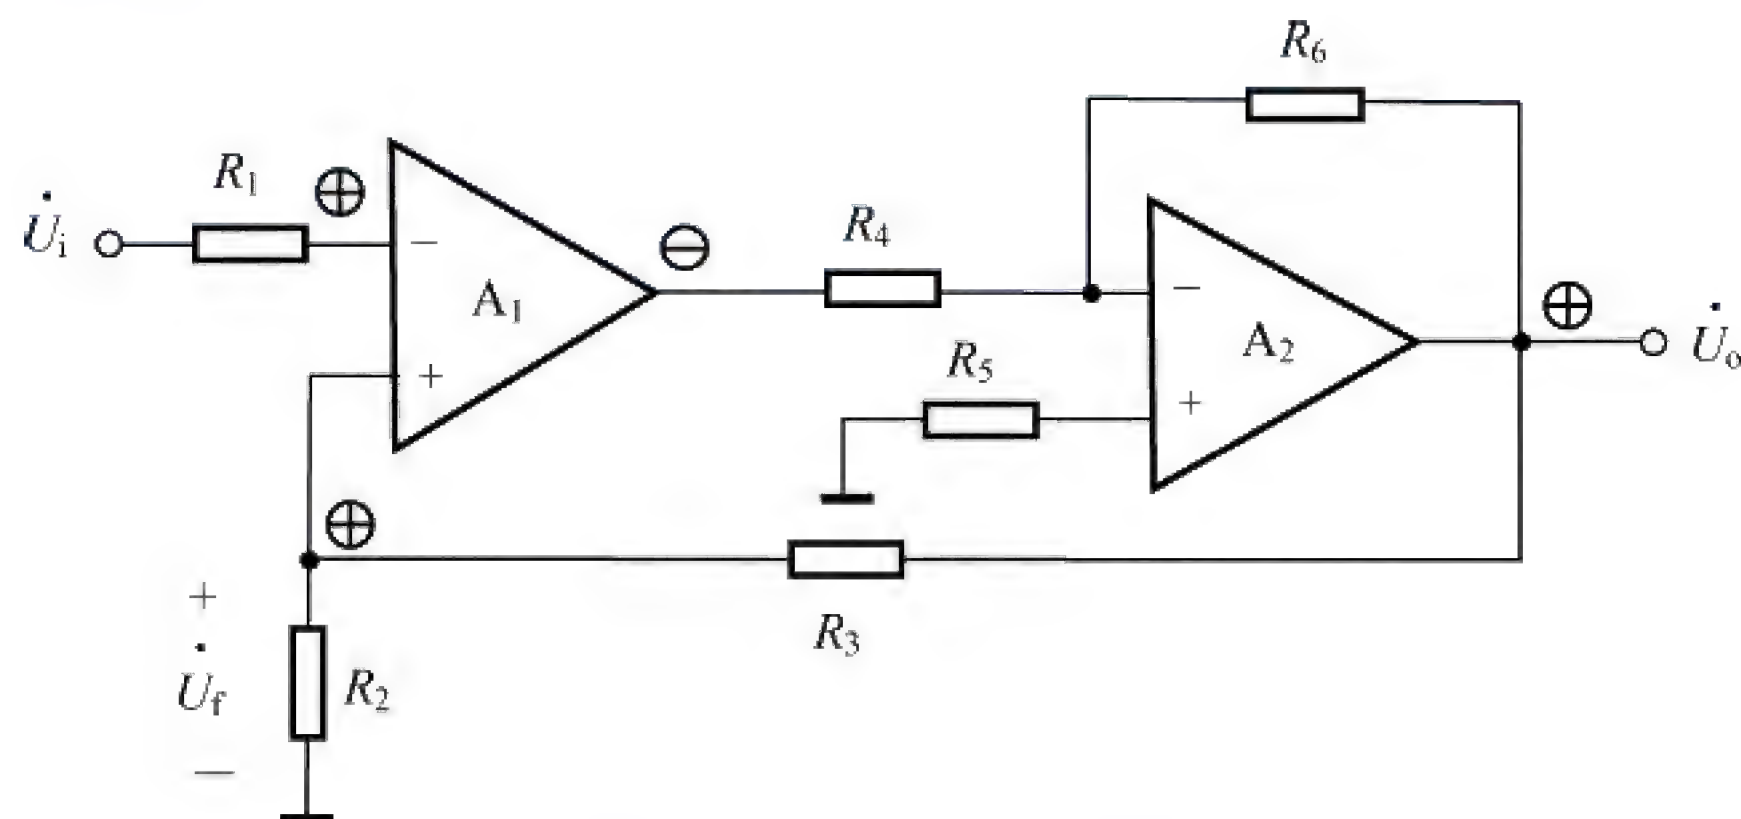 R6
R1
⊕
U̇i
−
A1
+
⊖
R4
−
A2
+
R5
⊕
U̇o
⊕
R3
+
U̇f
R2
−